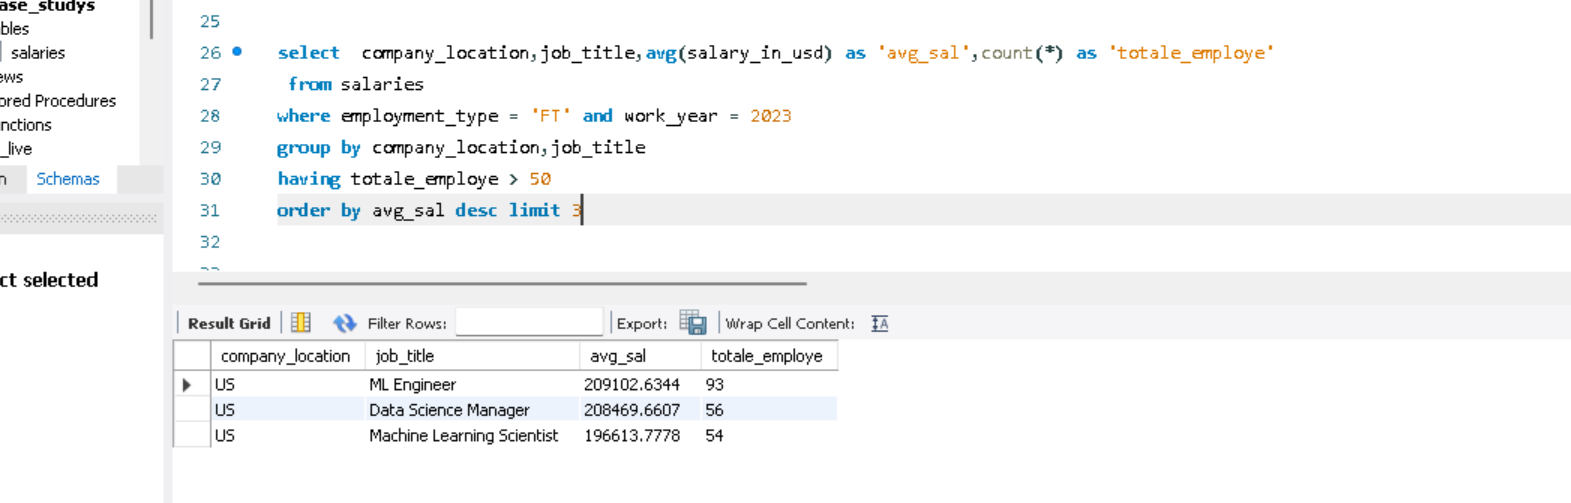 ase_studys
bles
salaries
ews
ored Procedures
nctions
_live
n Schemas
ct selected
25
26 select company_location,job_title,avg(salary_in_usd) as 'avg_sal',count(*) as 'totale_employe'
27 from salaries
28 where employment_type = 'FT' and work_year = 2023
29 group by company_location,job_title
30 having totale_employe > 50
31 order by avg_sal desc limit 3
32
Result Grid Filter Rows: Export: Wrap Cell Content: IA
company_location job_title avg_sal totale_employe
US ML Engineer 209102.6344 93
US Data Science Manager 208469.6607 56
US Machine Learning Scientist 196613.7778 54